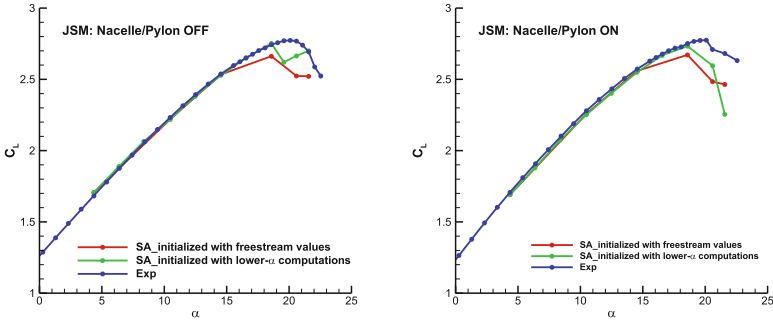 JSM: Nacelle/Pylon OFF
3
2.5
2
1.5
1
C_L
0 5 10 15 20 25
α
SA_initialized with freestream values
SA_initialized with lower-α computations
Exp
JSM: Nacelle/Pylon ON
3
2.5
2
1.5
1
C_L
0 5 10 15 20 25
α
SA_initialized with freestream values
SA_initialized with lower-α computations
Exp